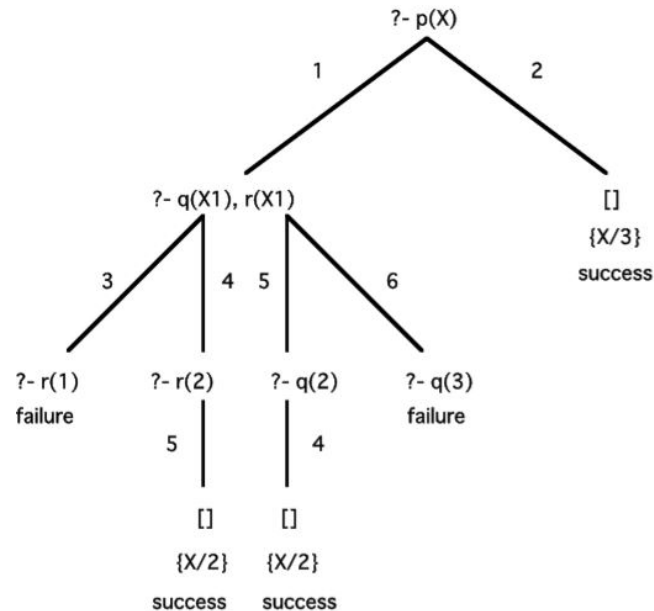 ?- p(X)
1
2
?- q(X1), r(X1)
[]
{X/3}
success
3
4
5
6
?- r(1)
failure
?- r(2)
?- q(2)
?- q(3)
failure
5
4
[]
[]
{X/2}
{X/2}
success
success